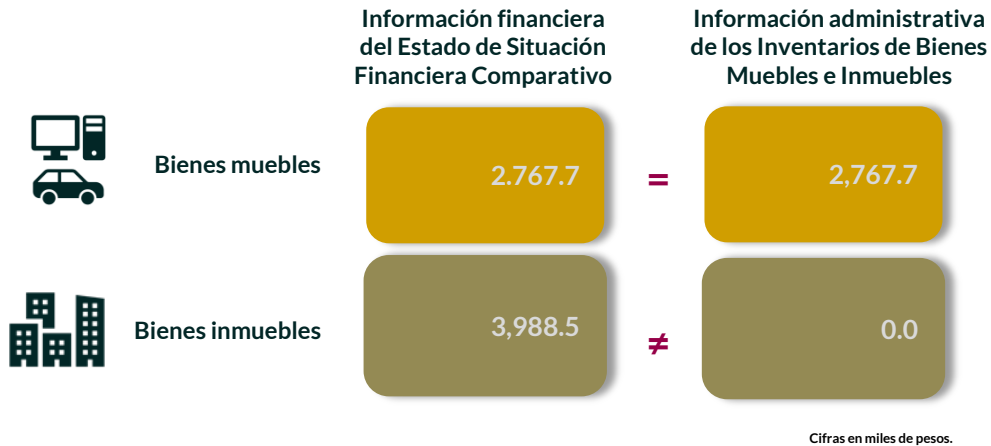 Información financiera
del Estado de Situación
Financiera Comparativo
Información administrativa
de los Inventarios de Bienes
Muebles e Inmuebles
Bienes muebles
2.767.7
=
2,767.7
Bienes inmuebles
3,988.5
≠
0.0
Cifras en miles de pesos.